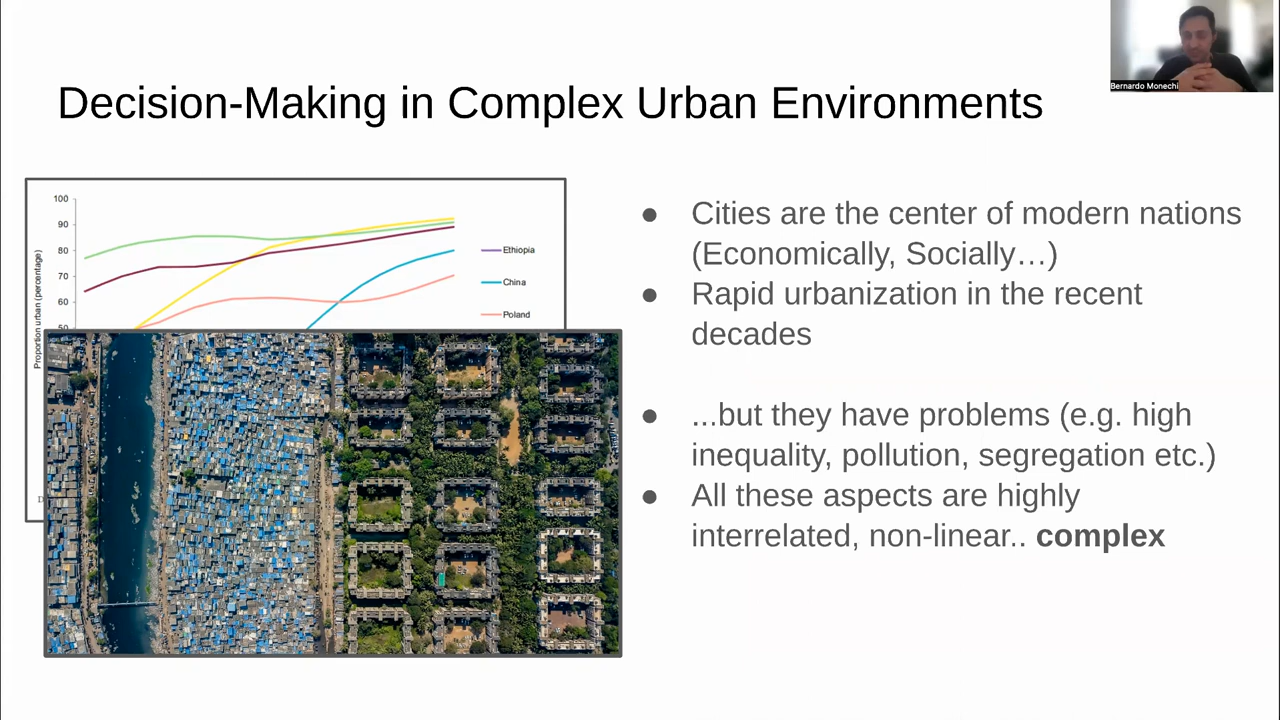 Bernardo Monechi
Decision-Making in Complex Urban Environments
100
90
80
70
60
50
Proportion urban (percentage)
Ethiopia
China
Poland
● Cities are the center of modern nations
(Economically, Socially…)
● Rapid urbanization in the recent
decades
● ...but they have problems (e.g. high
inequality, pollution, segregation etc.)
● All these aspects are highly
interrelated, non-linear.. complex